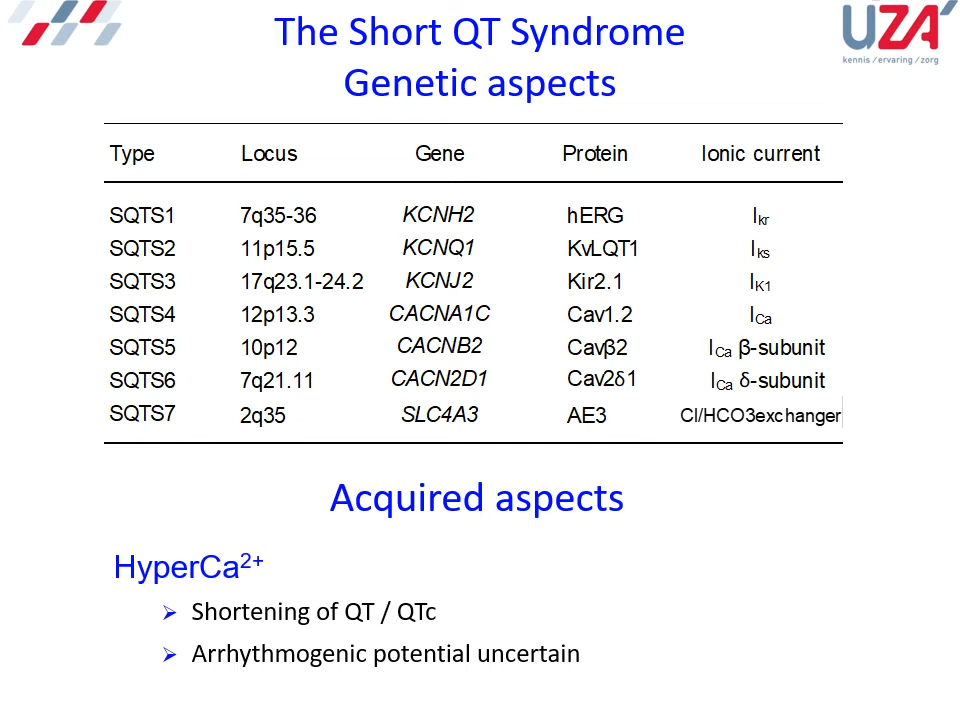 The Short QT Syndrome
Genetic aspects
UZA'
kennis / ervaring / zorg
Type Locus Gene Protein Ionic current
SQTS1 7q35-36 KCNH2 hERG Ikr
SQTS2 11p15.5 KCNQ1 KvLQT1 Iks
SQTS3 17q23.1-24.2 KCNJ2 Kir2.1 IK1
SQTS4 12p13.3 CACNA1C Cav1.2 ICa
SQTS5 10p12 CACNB2 Cavβ2 ICa β-subunit
SQTS6 7q21.11 CACN2D1 Cav2δ1 ICa δ-subunit
SQTS7 2q35 SLC4A3 AE3 Cl/HCO3exchanger
Acquired aspects
HyperCa2+
Shortening of QT / QTc
Arrhythmogenic potential uncertain